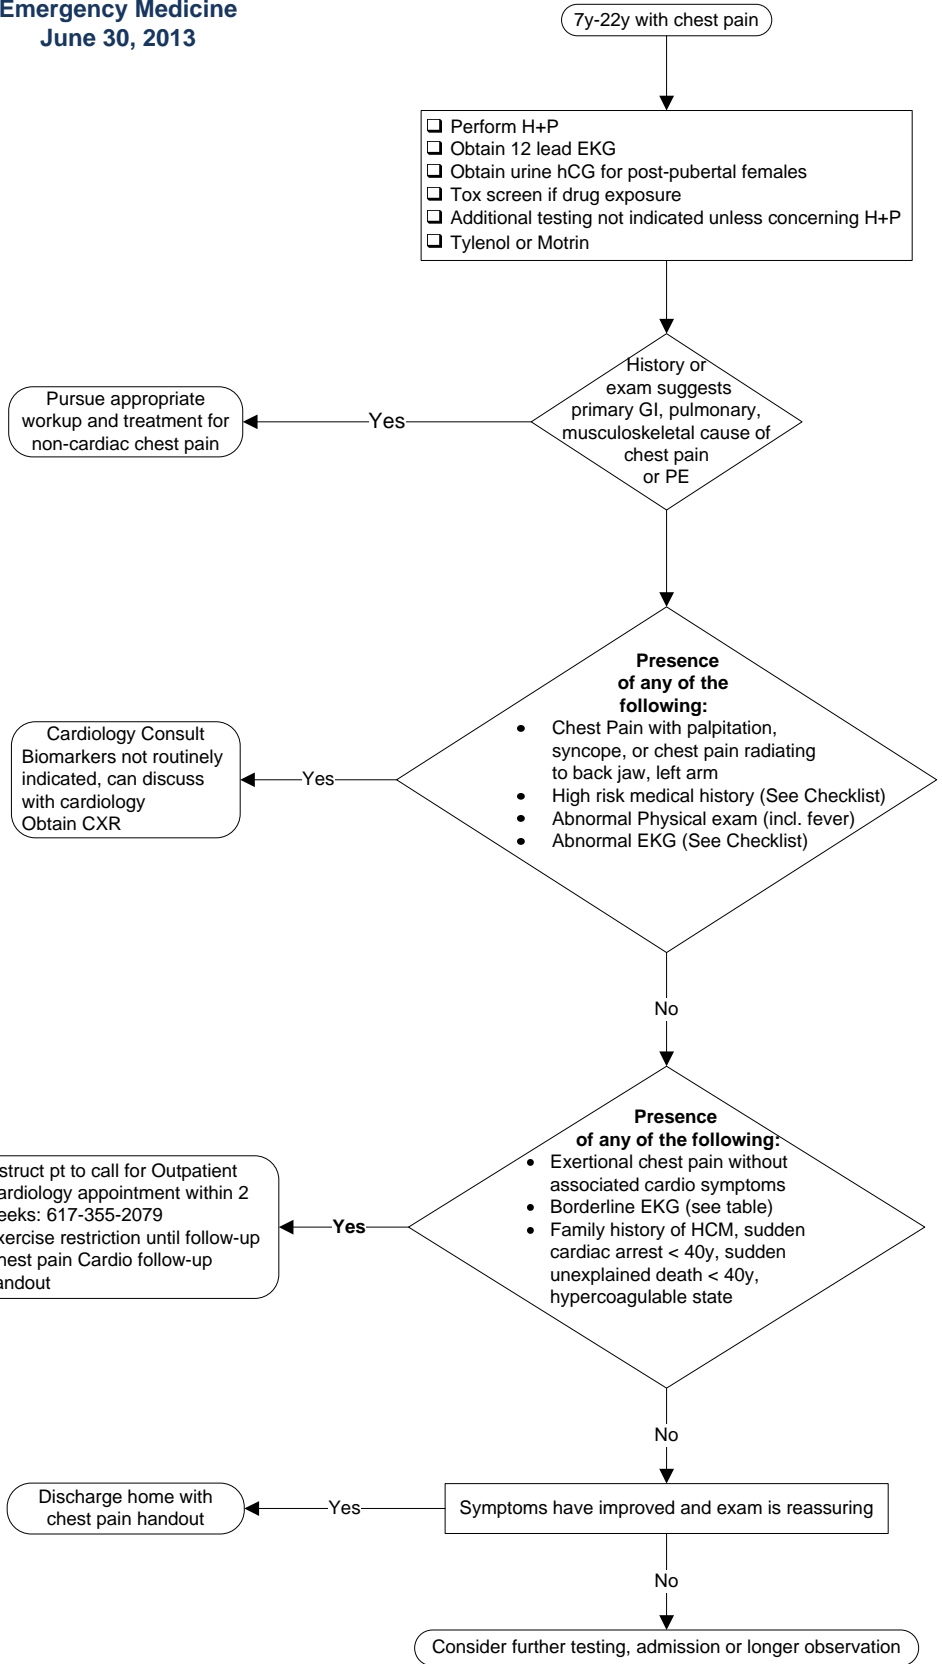 Emergency Medicine
June 30, 2013
7y-22y with chest pain
Perform H+P
Obtain 12 lead EKG
Obtain urine hCG for post-pubertal females
Tox screen if drug exposure
Additional testing not indicated unless concerning H+P
Tylenol or Motrin
History or
exam suggests
primary GI, pulmonary,
musculoskeletal cause of
chest pain
or PE
Yes
Pursue appropriate
workup and treatment for
non-cardiac chest pain
Presence
of any of the
following:
• Chest Pain with palpitation,
syncope, or chest pain radiating
to back jaw, left arm
• High risk medical history (See Checklist)
• Abnormal Physical exam (incl. fever)
• Abnormal EKG (See Checklist)
Yes
Cardiology Consult
Biomarkers not routinely
indicated, can discuss
with cardiology
Obtain CXR
No
Presence
of any of the following:
• Exertional chest pain without
associated cardio symptoms
• Borderline EKG (see table)
• Family history of HCM, sudden
cardiac arrest < 40y, sudden
unexplained death < 40y,
hypercoagulable state
Yes
struct pt to call for Outpatient
ardiology appointment within 2
eeks: 617-355-2079
xercise restriction until follow-up
hest pain Cardio follow-up
andout
No
Symptoms have improved and exam is reassuring
Yes
Discharge home with
chest pain handout
No
Consider further testing, admission or longer observation